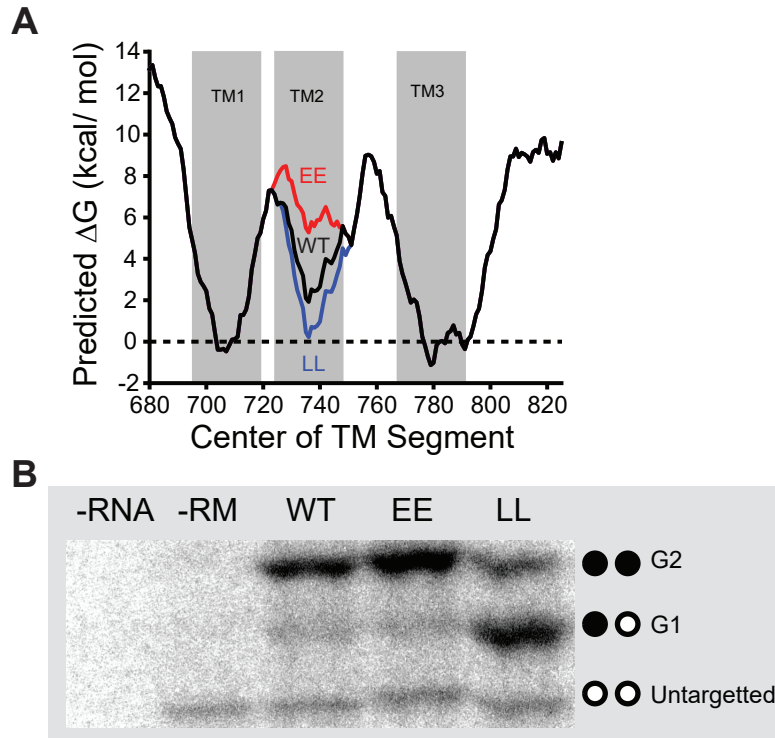 A
Predicted ΔG (kcal/ mol)
14
12
10
8
6
4
2
0
-2
TM1
TM2
TM3
EE
WT
LL
680 700 720 740 760 780 800 820
Center of TM Segment
B
-RNA -RM WT EE LL
G2
G1
Untargetted